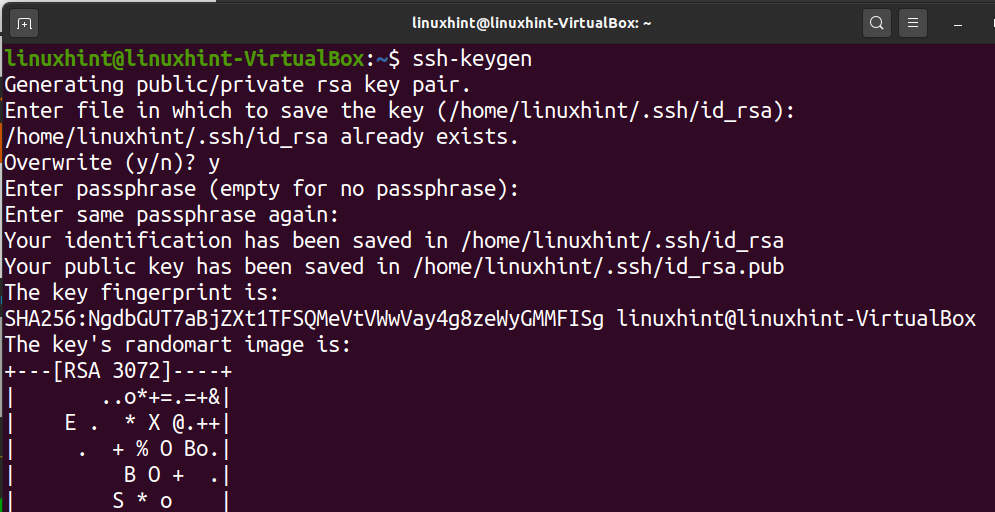 linuxhint@linuxhint-VirtualBox: ~
linuxhint@linuxhint-VirtualBox:~$ ssh-keygen
Generating public/private rsa key pair.
Enter file in which to save the key (/home/linuxhint/.ssh/id_rsa):
/home/linuxhint/.ssh/id_rsa already exists.
Overwrite (y/n)? y
Enter passphrase (empty for no passphrase):
Enter same passphrase again:
Your identification has been saved in /home/linuxhint/.ssh/id_rsa
Your public key has been saved in /home/linuxhint/.ssh/id_rsa.pub
The key fingerprint is:
SHA256:NgdbGUT7aBjZXt1TFSQMeVtVWwVay4g8zeWyGMMFISg linuxhint@linuxhint-VirtualBox
The key's randomart image is:
+---[RSA 3072]----+
|       ..o*+=.=+&|
|    E .  * X @.++|
|     .  + % O Bo.|
|         B O +  .|
|        S * o    |